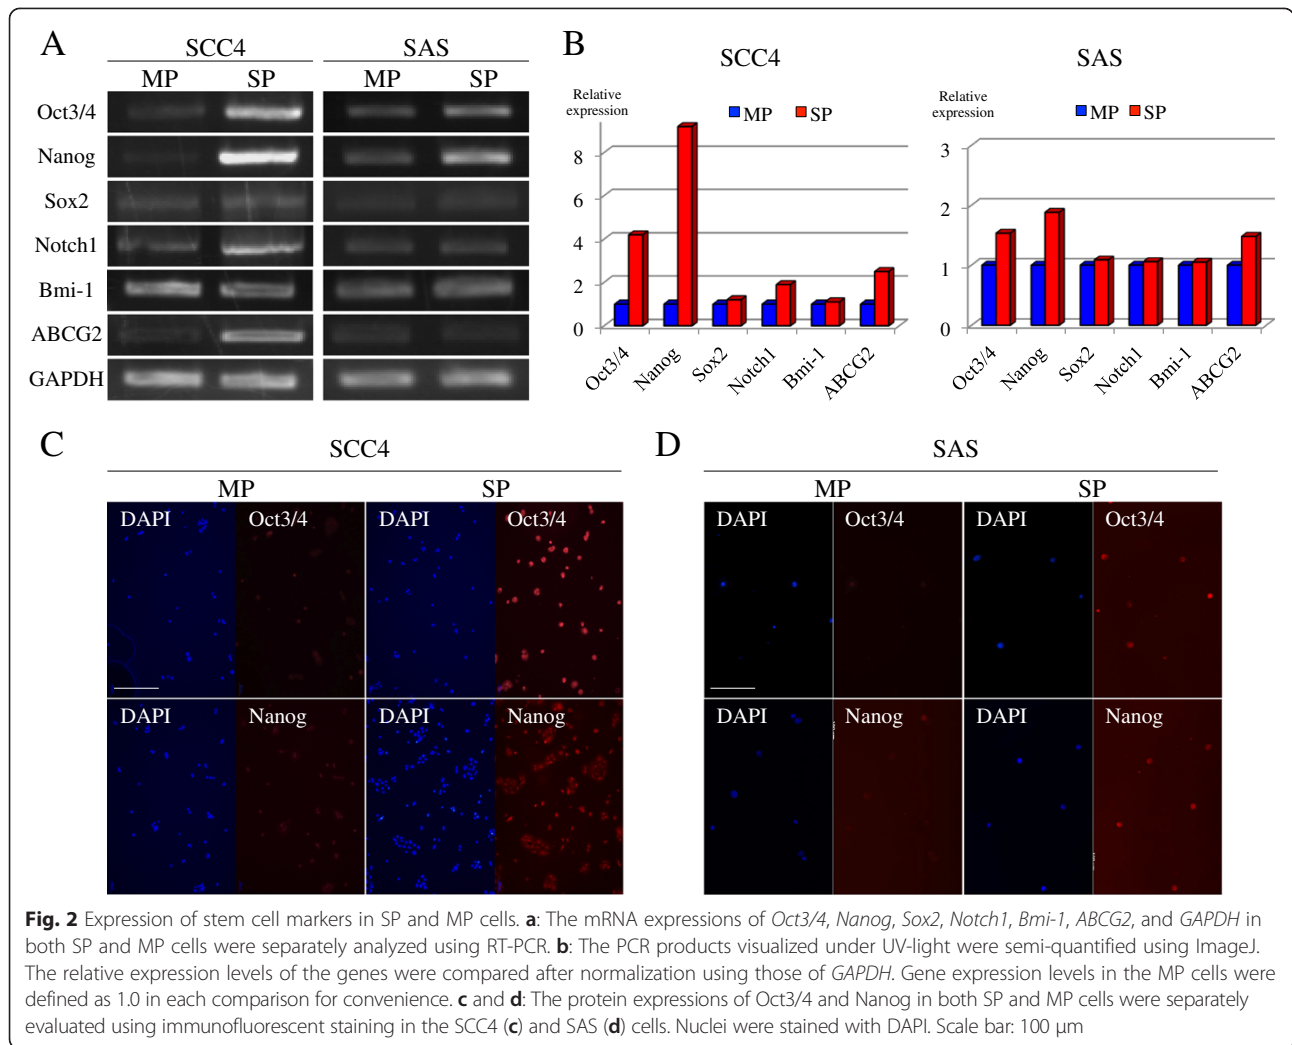 A
SCC4
SAS
MP
SP
MP
SP
Oct3/4
Nanog
Sox2
Notch1
Bmi-1
ABCG2
GAPDH
B
SCC4
Relative
expression
MP
SP
8
6
4
2
0
Oct3/4
Nanog
Sox2
Notch1
Bmi-1
ABCG2
SAS
Relative
expression
MP
SP
3
2
1
0
Oct3/4
Nanog
Sox2
Notch1
Bmi-1
ABCG2
C
SCC4
MP
SP
DAPI
Oct3/4
DAPI
Oct3/4
DAPI
Nanog
DAPI
Nanog
D
SAS
MP
SP
DAPI
Oct3/4
DAPI
Oct3/4
DAPI
Nanog
DAPI
Nanog
Fig. 2 Expression of stem cell markers in SP and MP cells. a: The mRNA expressions of Oct3/4, Nanog, Sox2, Notch1, Bmi-1, ABCG2, and GAPDH in
both SP and MP cells were separately analyzed using RT-PCR. b: The PCR products visualized under UV-light were semi-quantified using ImageJ.
The relative expression levels of the genes were compared after normalization using those of GAPDH. Gene expression levels in the MP cells were
defined as 1.0 in each comparison for convenience. c and d: The protein expressions of Oct3/4 and Nanog in both SP and MP cells were separately
evaluated using immunofluorescent staining in the SCC4 (c) and SAS (d) cells. Nuclei were stained with DAPI. Scale bar: 100 μm